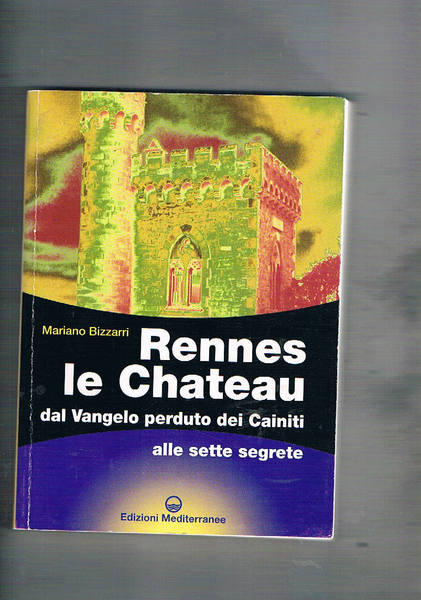 Mariano Bizzarri
Rennes
le Chateau
dal Vangelo perduto dei Cainiti
alle sette segrete
Edizioni Mediterranee